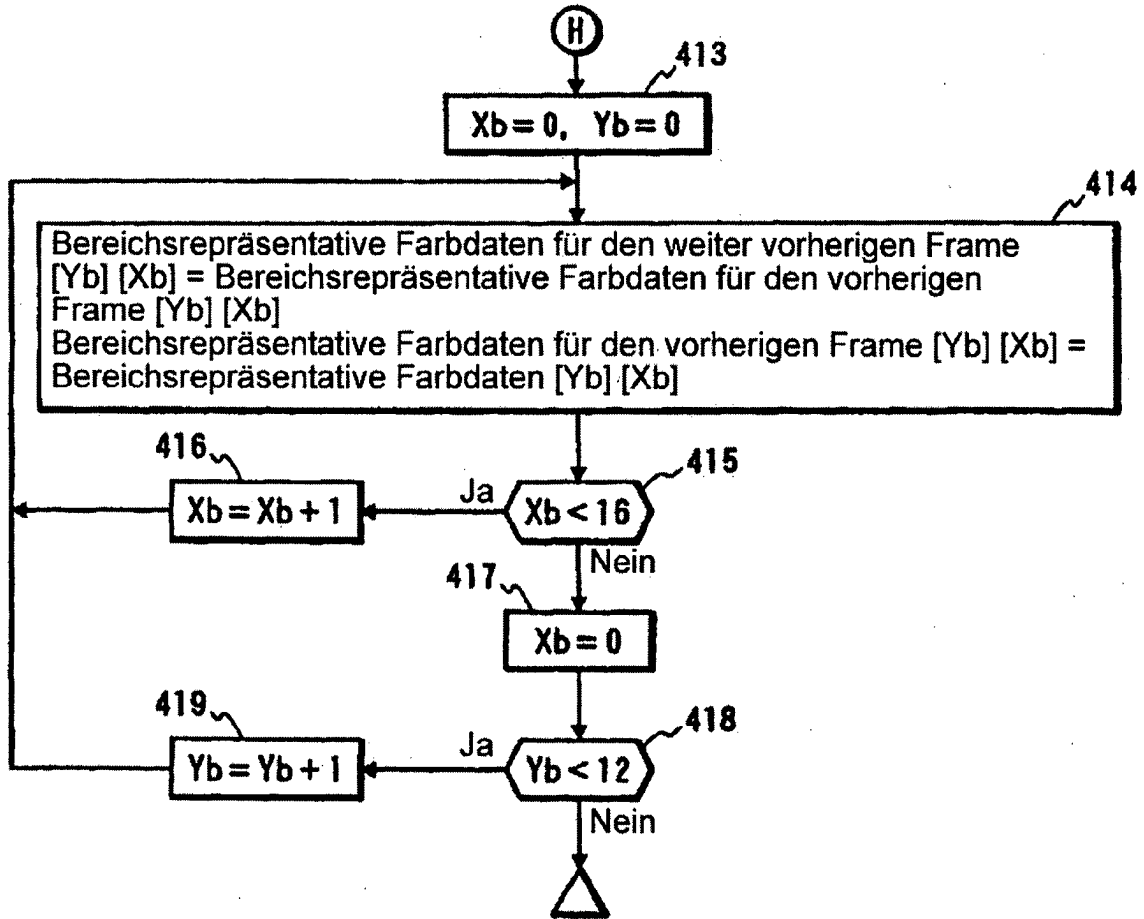 H
413
Xb = 0, Yb = 0
414
Bereichsrepräsentative Farbdaten für den weiter vorherigen Frame
[Yb] [Xb] = Bereichsrepräsentative Farbdaten für den vorherigen
Frame [Yb] [Xb]
Bereichsrepräsentative Farbdaten für den vorherigen Frame [Yb] [Xb] =
Bereichsrepräsentative Farbdaten [Yb] [Xb]
416
Xb = Xb + 1
Ja
415
Xb < 16
Nein
417
Xb = 0
419
Yb = Yb + 1
Ja
418
Yb < 12
Nein